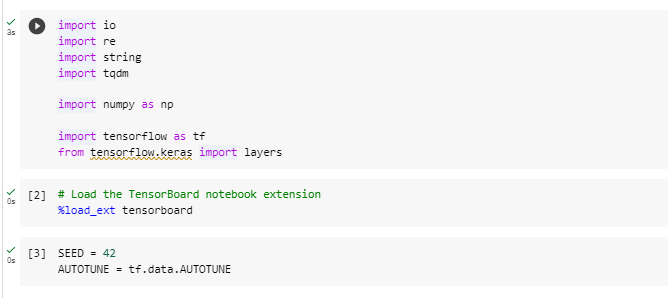 3s
import io
import re
import string
import tqdm
import numpy as np
import tensorflow as tf
from tensorflow.keras import layers
0s
[2]
# Load the TensorBoard notebook extension
%load_ext tensorboard
0s
[3]
SEED = 42
AUTOTUNE = tf.data.AUTOTUNE